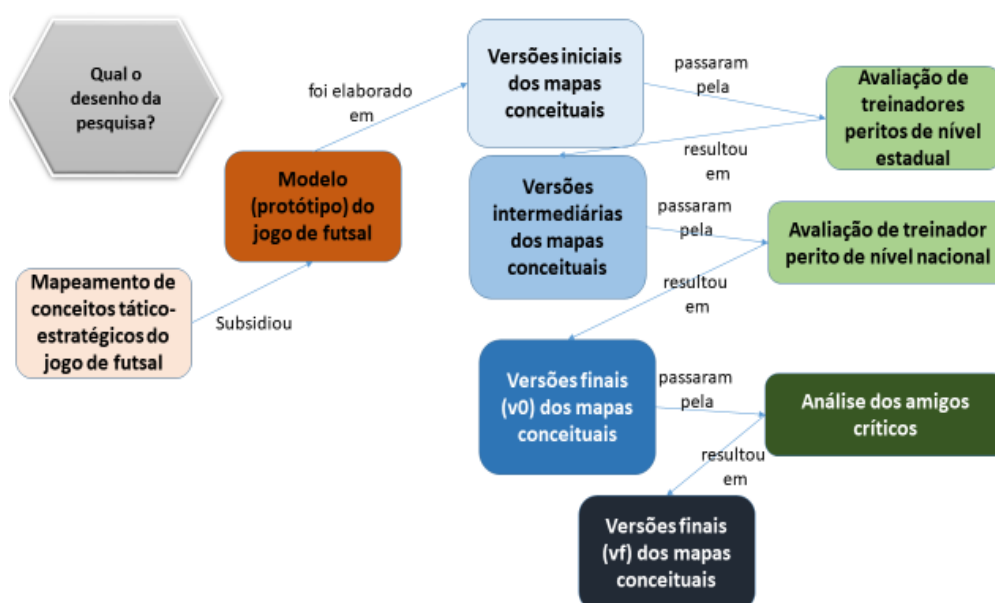 Qual o
desenho da
pesquisa?
Mapeamento de
conceitos tático-
estratégicos do
jogo de futsal
Subsidiou
Modelo
(protótipo) do
jogo de futsal
foi elaborado
em
Versões iniciais
dos mapas
conceituais
passaram
pela
Avaliação de
treinadores
peritos de nível
estadual
resultou
em
Versões
intermediárias
dos mapas
conceituais
passaram
pela
Avaliação de treinador
perito de nível nacional
resultou
em
Versões finais
(v0) dos mapas
conceituais
passaram
pela
Análise dos amigos
críticos
resultou
em
Versões finais
(vf) dos mapas
conceituais